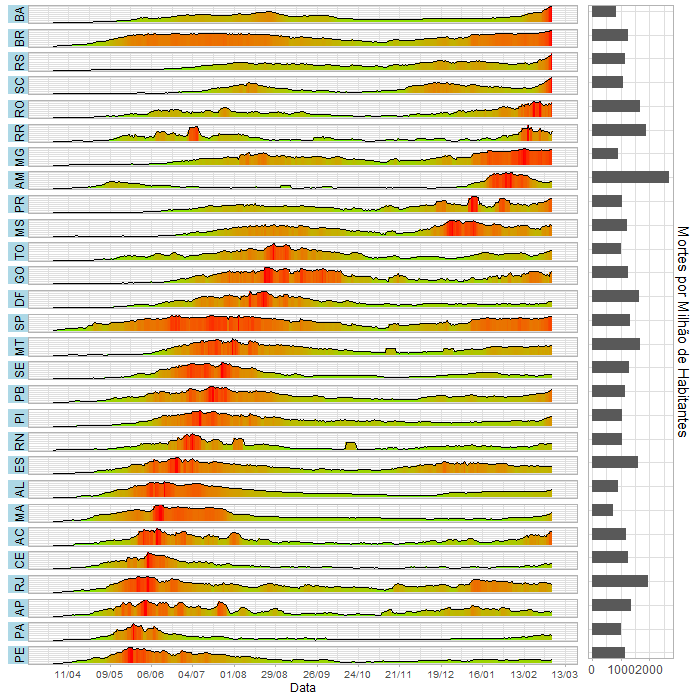 BA
BR
RS
SC
RO
RR
MG
AM
PR
MS
TO
GO
DF
SP
MT
SE
PB
PI
RN
ES
AL
MA
AC
CE
RJ
AP
PA
PE
11/04 09/05 06/06 04/07 01/08 29/08 26/09 24/10 21/11 19/12 16/01 13/02 13/03
Data
0 1000 2000
Mortes por Milhão de Habitantes